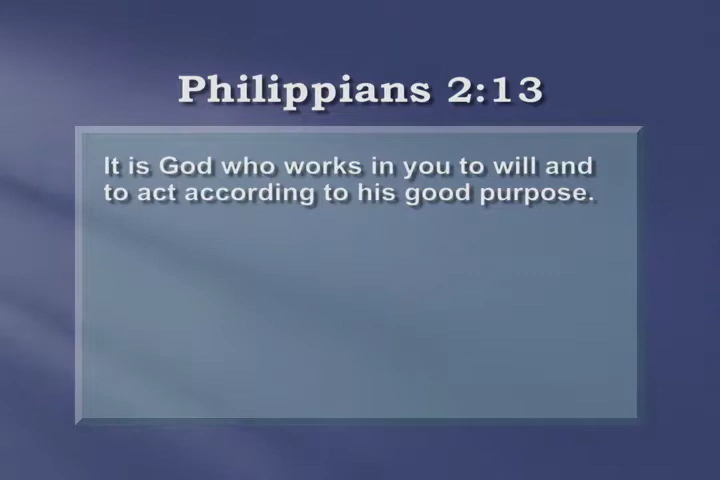 Philippians 2:13
It is God who works in you to will and
to act according to his good purpose.